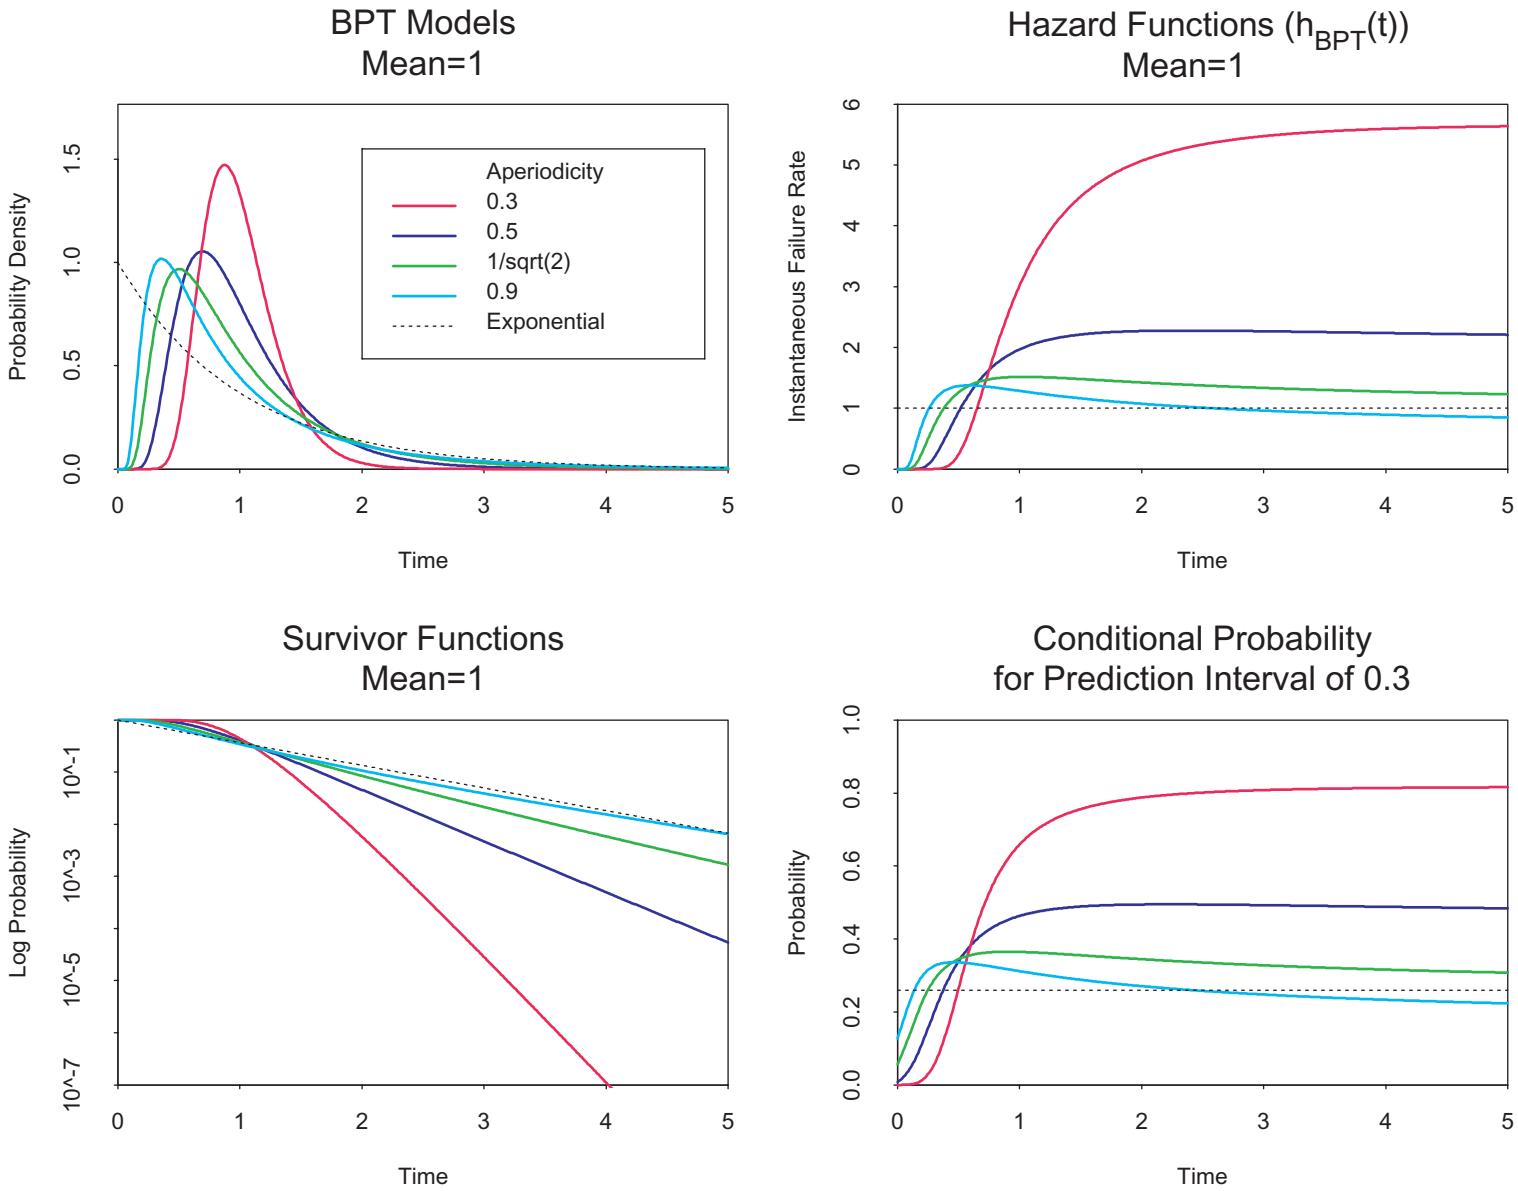 BPT Models
Mean=1
Probability Density
0.0
0.5
1.0
1.5
Aperiodicity
0.3
0.5
1/sqrt(2)
0.9
Exponential
0 1 2 3 4 5
Time
Hazard Functions (h_BPT(t))
Mean=1
Instantaneous Failure Rate
0
1
2
3
4
5
6
0 1 2 3 4 5
Time
Survivor Functions
Mean=1
Log Probability
10^-7
10^-5
10^-3
10^-1
0 1 2 3 4 5
Time
Conditional Probability
for Prediction Interval of 0.3
Probability
0.0
0.2
0.4
0.6
0.8
1.0
0 1 2 3 4 5
Time